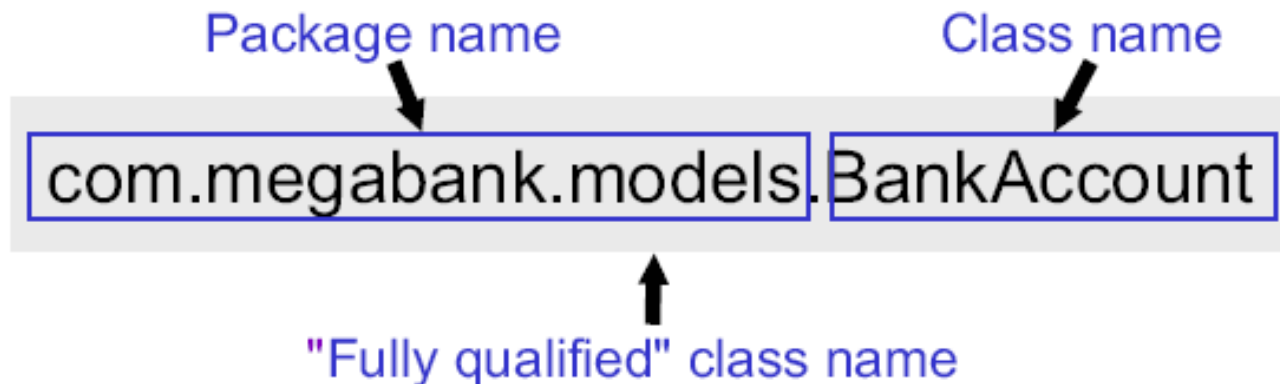 Package name Class name
com.megabank.models.BankAccount
"Fully qualified" class name